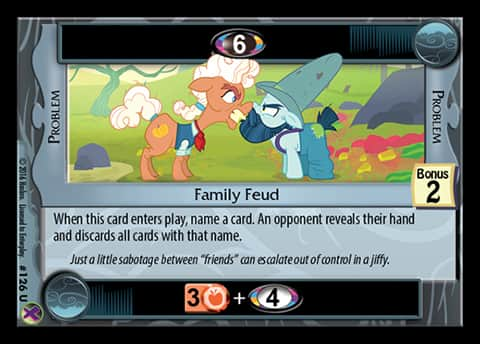 6
PROBLEM
PROBLEM
Family Feud
Bonus
2
When this card enters play, name a card. An opponent reveals their hand
and discards all cards with that name.
Just a little sabotage between “friends” can escalate out of control in a jiffy.
© 2016 Hasbro. Licensed to Enterplay.
#126 U
3 + 4